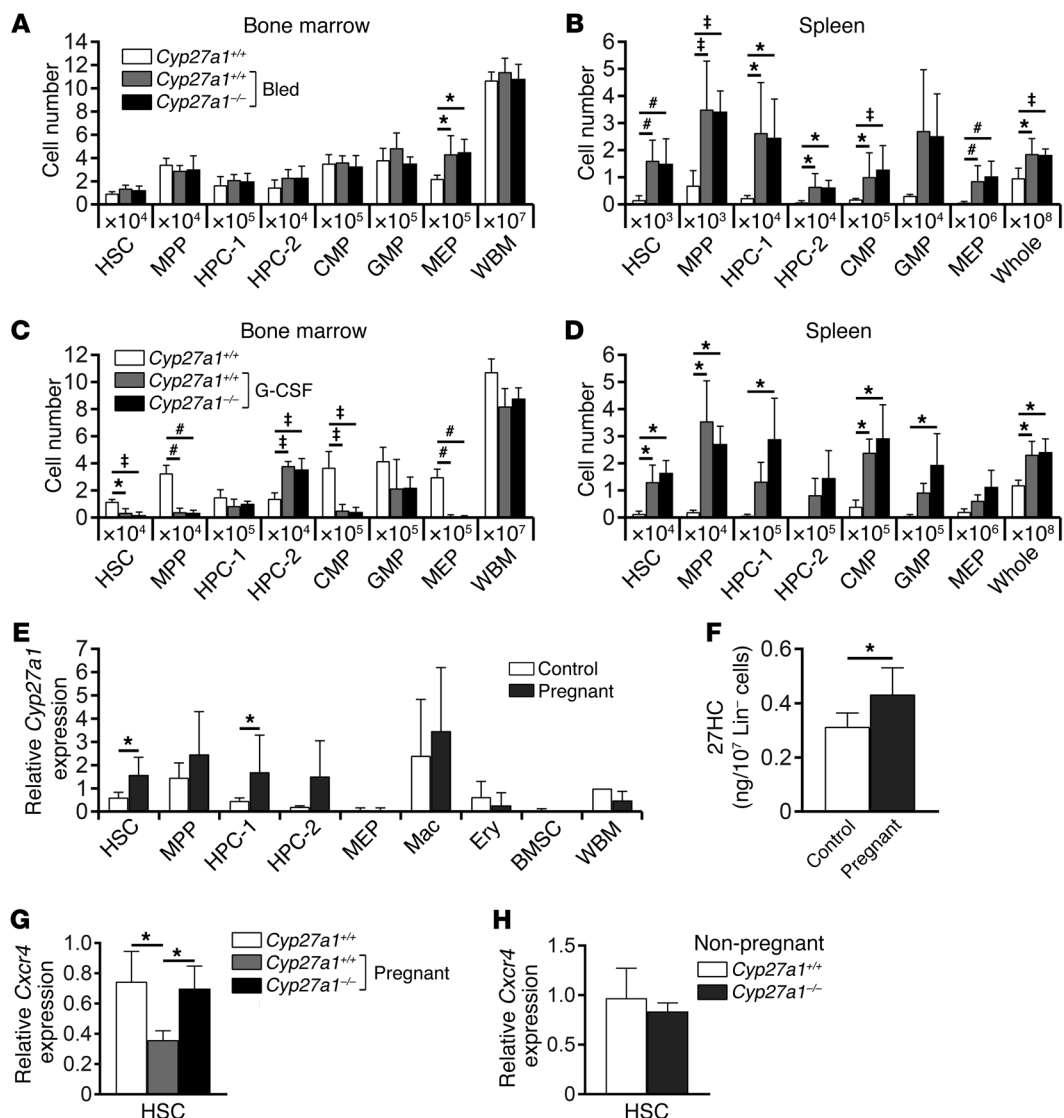 A
Bone marrow
Cell number
14
12
10
8
6
4
2
0
Cyp27a1+/+
Cyp27a1+/+
Cyp27a1–/–
Bled
* *
×10⁴ ×10⁴ ×10⁵ ×10⁴ ×10⁵ ×10⁵ ×10⁵ ×10⁷
HSC MPP HPC-1 HPC-2 CMP GMP MEP WBM
B
Spleen
Cell number
6
5
4
3
2
1
0
# # ‡ ‡ * * * * ‡ * # # ‡ *
×10³ ×10³ ×10⁴ ×10⁴ ×10⁵ ×10⁴ ×10⁶ ×10⁸
HSC MPP HPC-1 HPC-2 CMP GMP MEP Whole
C
Bone marrow
Cell number
12
10
8
6
4
2
0
Cyp27a1+/+
Cyp27a1+/+
Cyp27a1–/–
G-CSF
‡ * # # ‡ ‡ ‡ ‡ # #
×10⁴ ×10⁴ ×10⁵ ×10⁴ ×10⁵ ×10⁵ ×10⁵ ×10⁷
HSC MPP HPC-1 HPC-2 CMP GMP MEP WBM
D
Spleen
Cell number
6
5
4
3
2
1
0
* * * * * * * * * *
×10⁴ ×10⁴ ×10⁵ ×10⁵ ×10⁵ ×10⁵ ×10⁶ ×10⁸
HSC MPP HPC-1 HPC-2 CMP GMP MEP Whole
E
Relative Cyp27a1
expression
7
6
5
4
3
2
1
0
Control
Pregnant
* *
HSC MPP HPC-1 HPC-2 MEP Mac Ery BMSC WBM
F
27HC
(ng/10⁷ Lin⁻ cells)
0.6
0.4
0.2
0
*
Control Pregnant
G
Relative Cxcr4
expression
1.0
0.8
0.6
0.4
0.2
0
* *
HSC
Cyp27a1+/+
Cyp27a1+/+
Cyp27a1–/–
Pregnant
H
Relative Cxcr4
expression
1.5
1.0
0.5
0
HSC
Non-pregnant
Cyp27a1+/+
Cyp27a1–/–